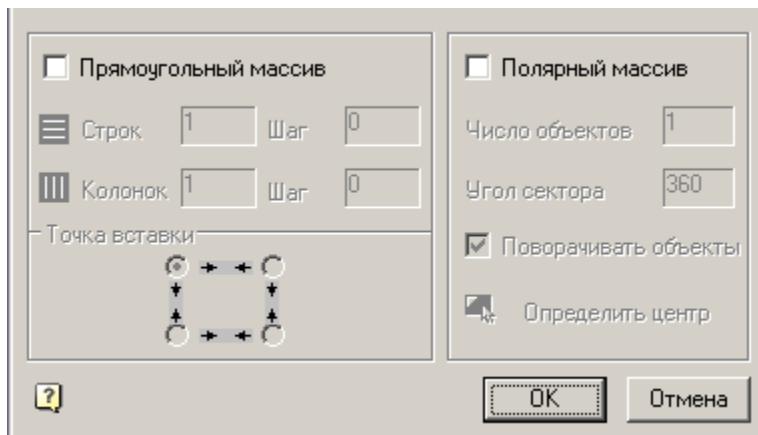 Прямоугольный массив
Строк 1 Шаг 0
Колонок 1 Шаг 0
Точка вставки
Полярный массив
Число объектов 1
Угол сектора 360
Поворачивать объекты
Определить центр
?
OK
Отмена